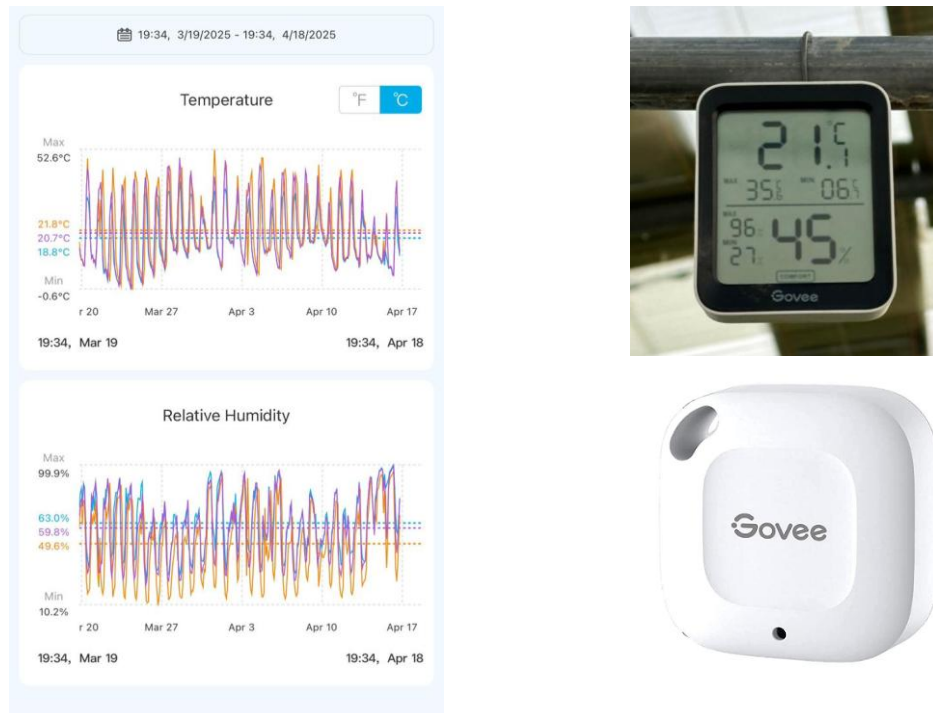 19:34, 3/19/2025 - 19:34, 4/18/2025
Temperature
°F °C
Max
52.6°C
21.8°C
20.7°C
18.8°C
Min
-0.6°C
r 20 Mar 27 Apr 3 Apr 10 Apr 17
19:34, Mar 19 19:34, Apr 18
Relative Humidity
Max
99.9%
63.0%
59.8%
49.6%
Min
10.2%
r 20 Mar 27 Apr 3 Apr 10 Apr 17
19:34, Mar 19 19:34, Apr 18
21.1°C
MAX MIN
MAX
96%
45%
MIN
27%
COMFORT
Govee
Govee